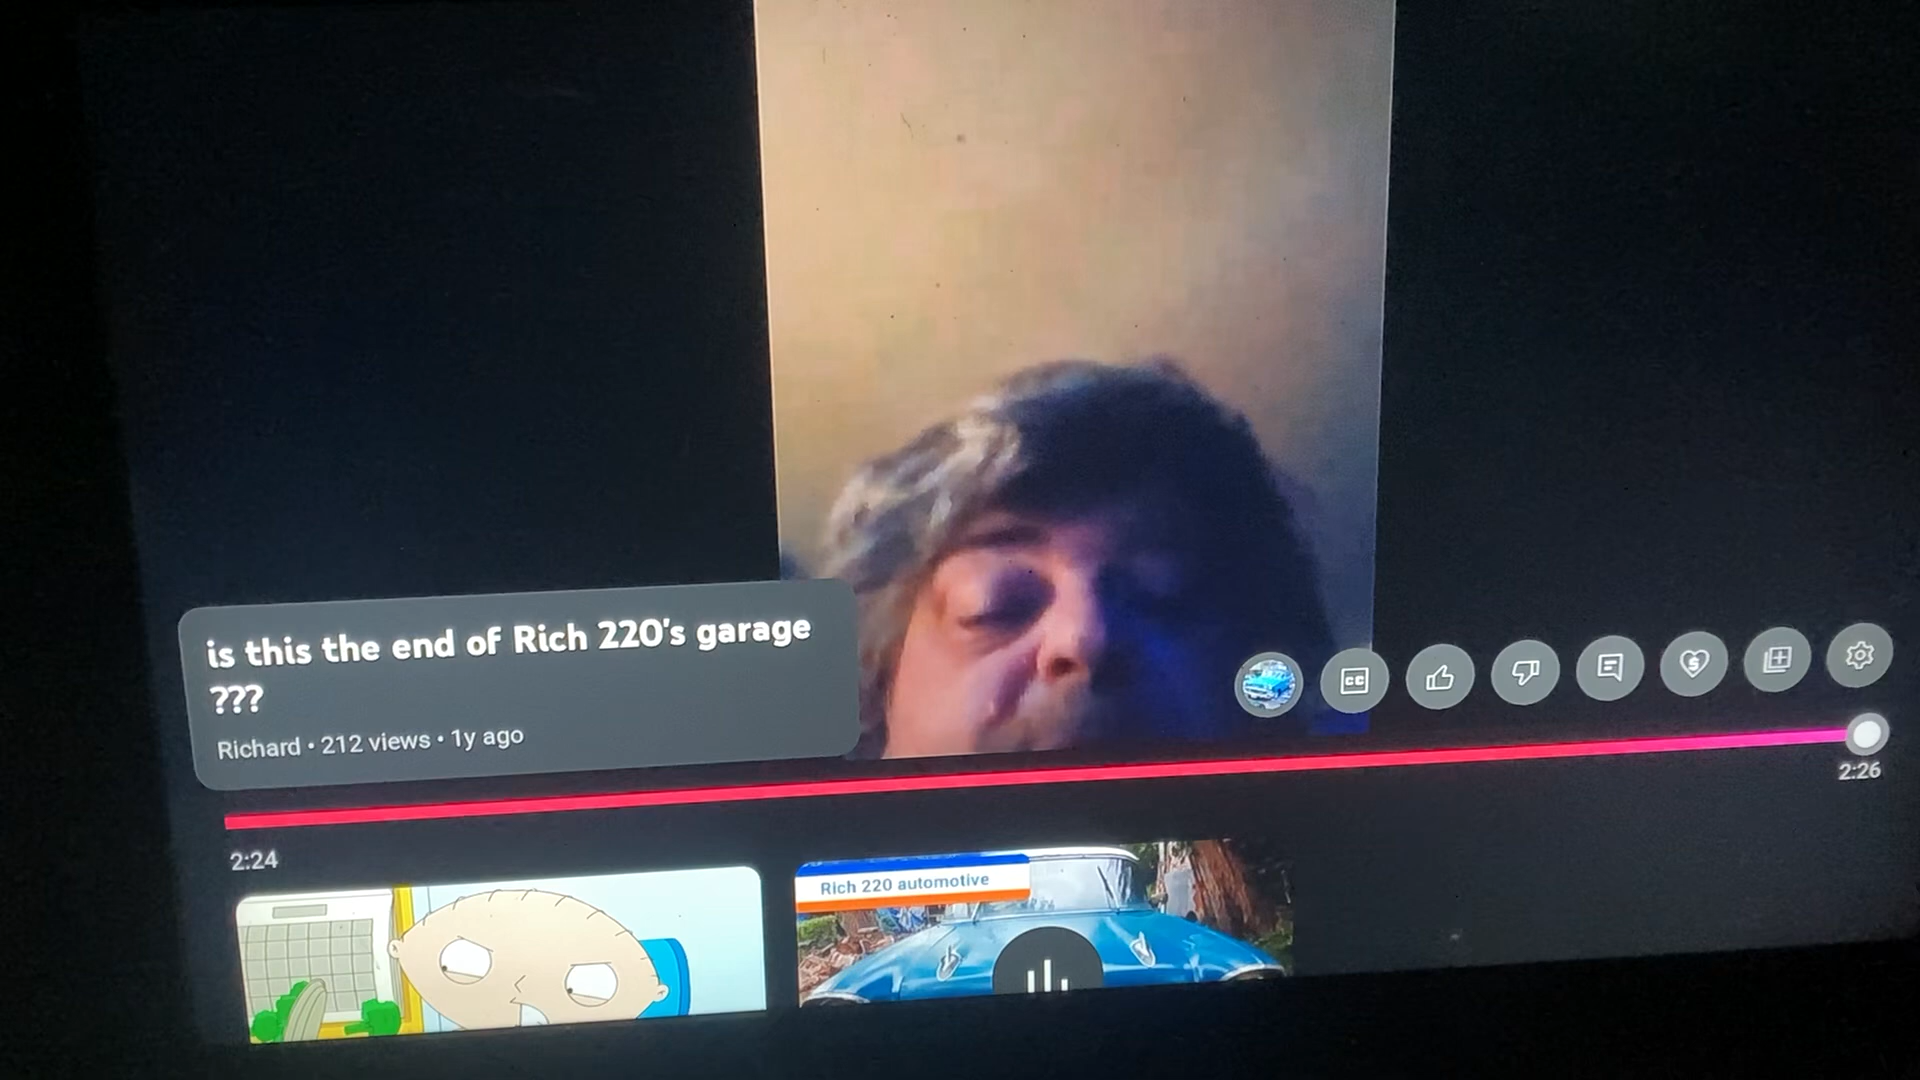 is this the end of Rich 220's garage
???
Richard • 212 views • 1y ago
CC
2:26
2:24
Rich 220 automotive